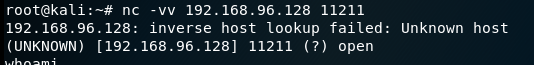 root@kali:~# nc -vv 192.168.96.128 11211
192.168.96.128: inverse host lookup failed: Unknown host
(UNKNOWN) [192.168.96.128] 11211 (?) open
whoami